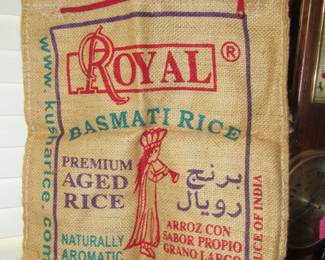 ROYAL ®
BASMATI RICE
PREMIUM
AGED
RICE
NATURALLY
AROMATIC
برنج
رويال
ARROZ CON
SABOR PROPIO
GRANO LARGO
www.kusharice.com
UCE OF INDIA